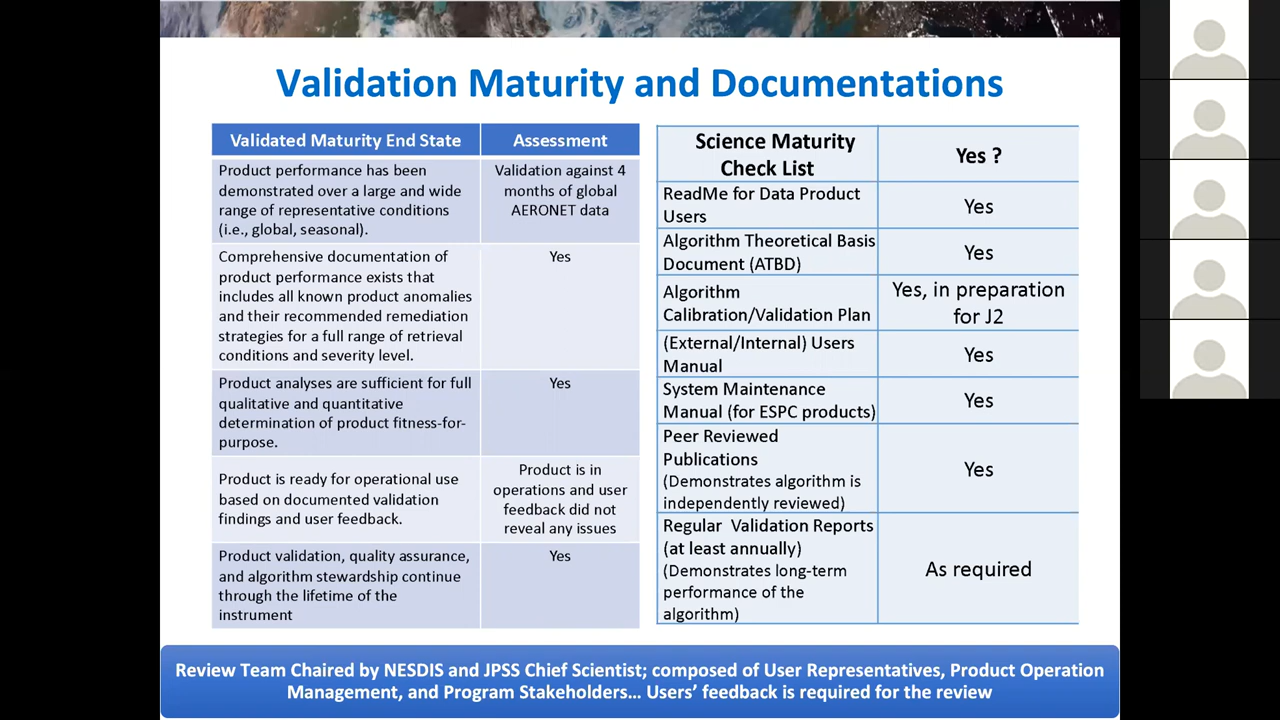 Validation Maturity and Documentations
Validated Maturity End State
Assessment
Product performance has been
demonstrated over a large and wide
range of representative conditions
(i.e., global, seasonal).
Validation against 4
months of global
AERONET data
Comprehensive documentation of
product performance exists that
includes all known product anomalies
and their recommended remediation
strategies for a full range of retrieval
conditions and severity level.
Yes
Product analyses are sufficient for full
qualitative and quantitative
determination of product fitness-for-
purpose.
Yes
Product is ready for operational use
based on documented validation
findings and user feedback.
Product is in
operations and user
feedback did not
reveal any issues
Product validation, quality assurance,
and algorithm stewardship continue
through the lifetime of the
instrument
Yes
Science Maturity
Check List
Yes ?
ReadMe for Data Product
Users
Yes
Algorithm Theoretical Basis
Document (ATBD)
Yes
Algorithm
Calibration/Validation Plan
Yes, in preparation
for J2
(External/Internal) Users
Manual
Yes
System Maintenance
Manual (for ESPC products)
Yes
Peer Reviewed
Publications
(Demonstrates algorithm is
independently reviewed)
Yes
Regular Validation Reports
(at least annually)
(Demonstrates long-term
performance of the
algorithm)
As required
Review Team Chaired by NESDIS and JPSS Chief Scientist; composed of User Representatives, Product Operation
Management, and Program Stakeholders... Users' feedback is required for the review